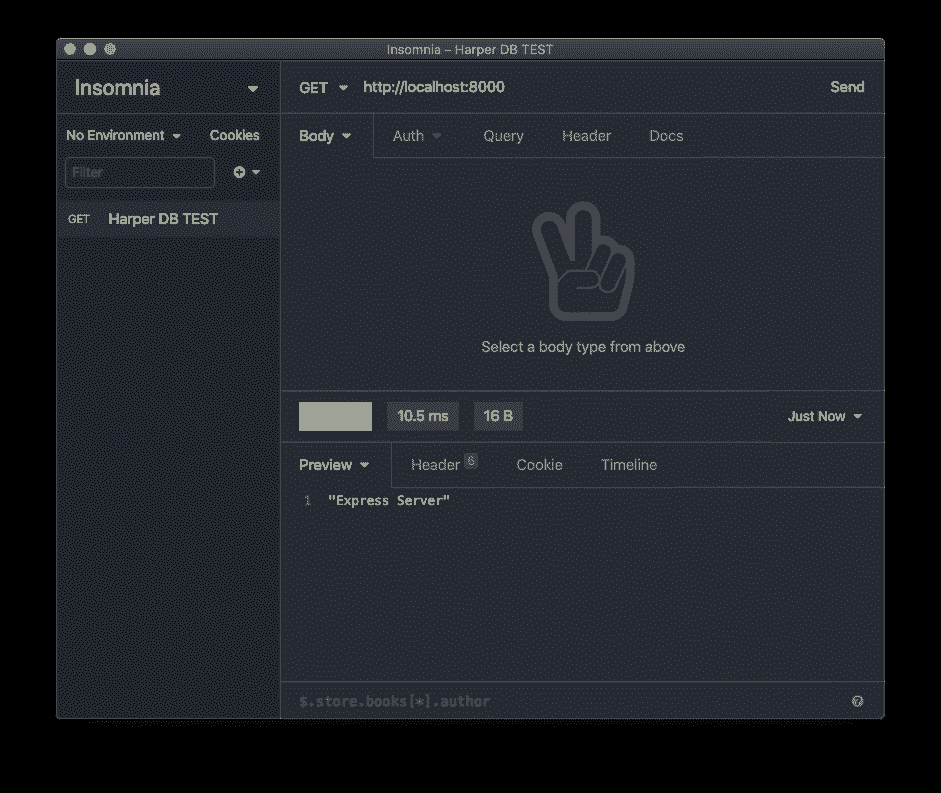 Insomnia – Harper DB TEST
Insomnia
GET http://localhost:8000 Send
No Environment Cookies
Body Auth Query Header Docs
Filter
GET Harper DB TEST
Select a body type from above
10.5 ms 16 B Just Now
Preview Header 6 Cookie Timeline
1 "Express Server"
$.store.books[*].author